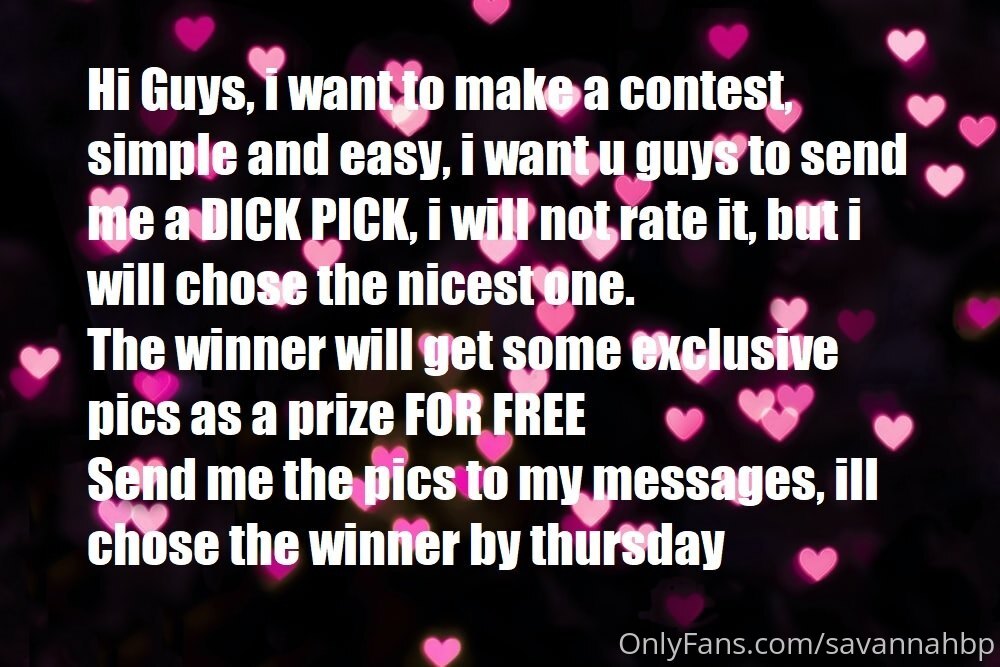 Hi Guys, i want to make a contest,
simple and easy, i want u guys to send
me a DICK PICK, i will not rate it, but i
will chose the nicest one.
The winner will get some exclusive
pics as a prize FOR FREE
Send me the pics to my messages, ill
chose the winner by thursday
OnlyFans.com/savannahbp